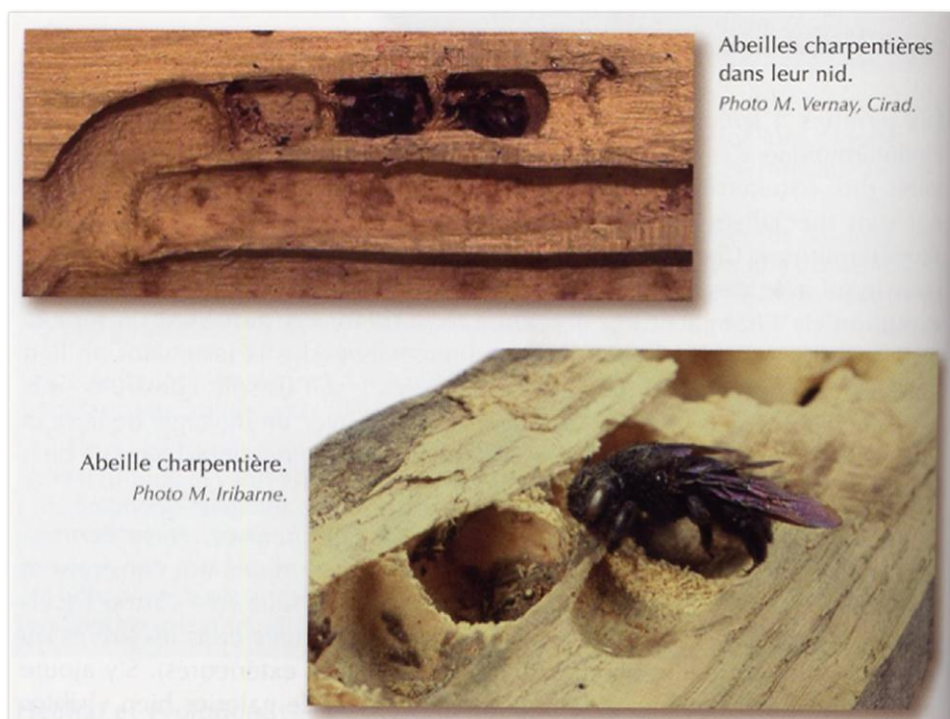 Abeilles charpentières
dans leur nid.
Photo M. Vernay, Cirad.
Abeille charpentière.
Photo M. Iribarne.